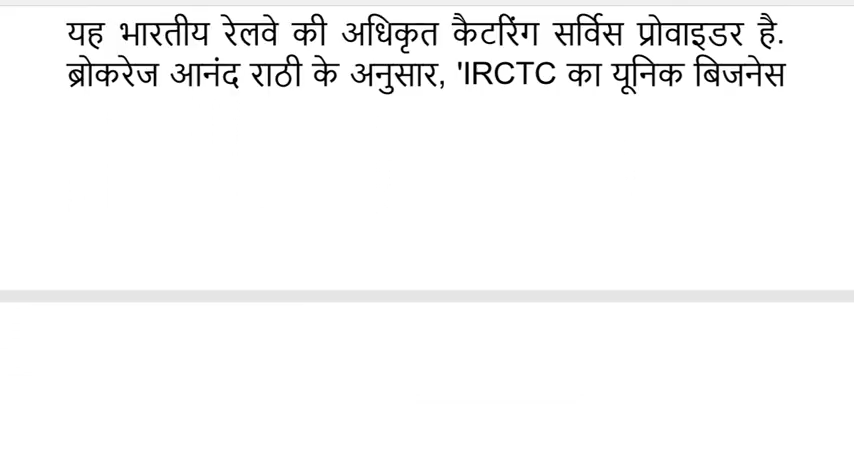 यह भारतीय रेलवे की अधिकृत कैटरिंग सर्विस प्रोवाइडर है.
ब्रोकरेज आनंद राठी के अनुसार, 'IRCTC का यूनिक बिजनेस